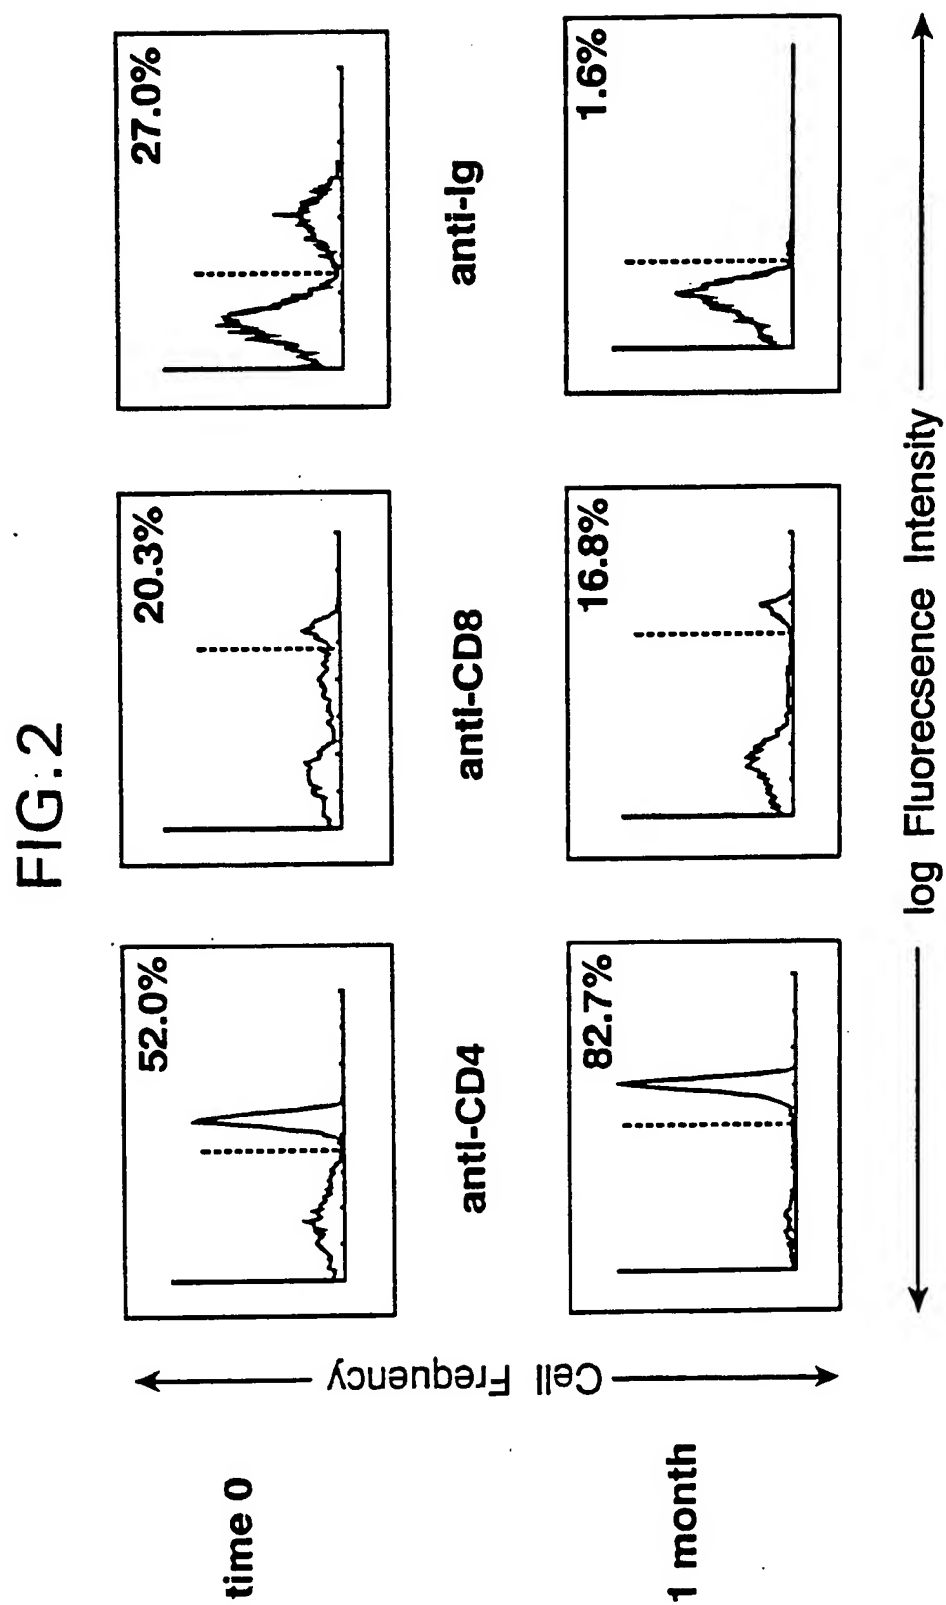 FIG.2
time 0
52.0%
20.3%
27.0%
Cell Frequency
anti-CD4
anti-CD8
anti-Ig
1 month
82.7%
16.8%
1.6%
log Fluorecsence Intensity